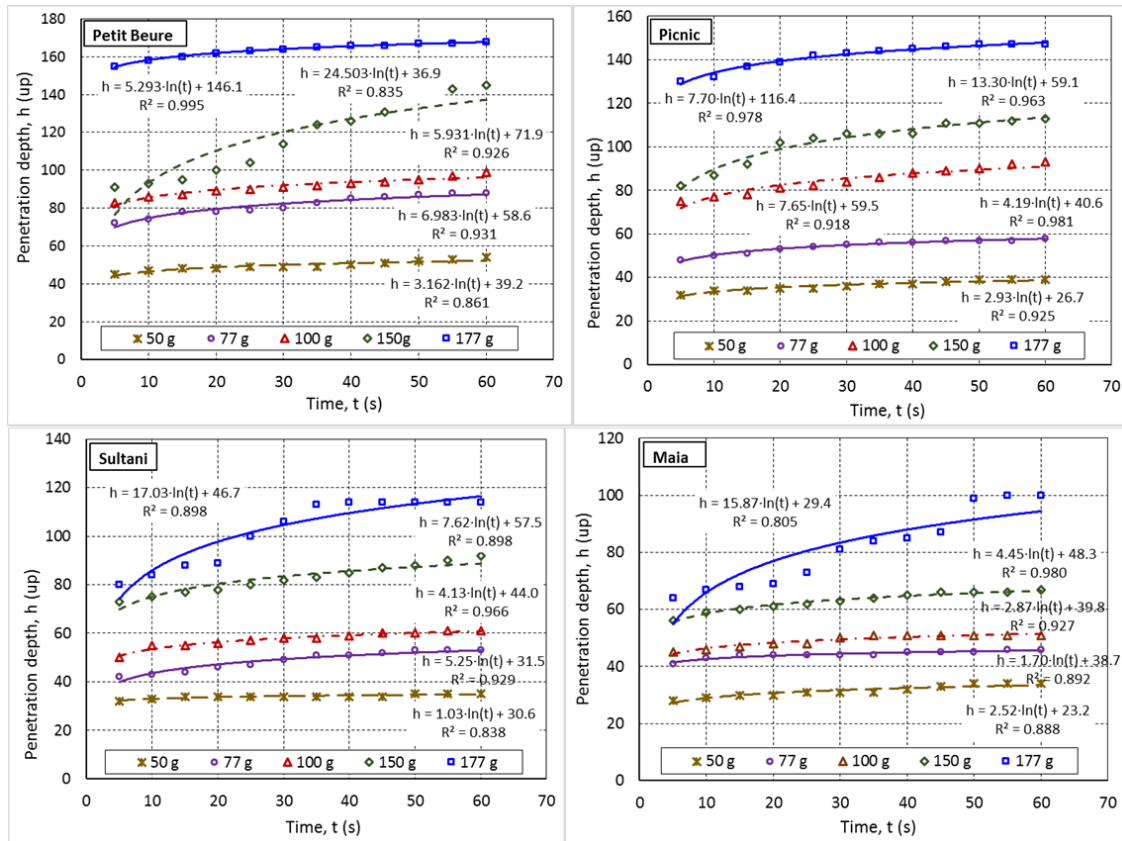 Petit Beure
Penetration depth, h (up)
180
160
140
120
100
80
60
40
20
0
h = 5.293·ln(t) + 146.1
R² = 0.995
h = 24.503·ln(t) + 36.9
R² = 0.835
5.931·ln(t) + 71.9
R² = 0.926
h = 6.983·ln(t) + 58.6
R² = 0.931
h = 3.162·ln(t) + 39.2
R² = 0.861
50 g 77 g 100 g 150g 177 g
0 10 20 30 40 50 60 70
Time, t (s)
Picnic
Penetration depth, h (up)
160
140
120
100
80
60
40
20
0
h = 7.70·ln(t) + 116.4
R² = 0.978
13.30·ln(t) + 59.1
R² = 0.963
h = 7.65·ln(t) + 59.5
R² = 0.918
h = 4.19·ln(t) + 40.6
R² = 0.981
h = 2.93·ln(t) + 26.7
R² = 0.925
50 g 77 g 100 g 150 g 177 g
0 10 20 30 40 50 60 70
Time, t (s)
Sultani
Penetration depth, h (up)
140
120
100
80
60
40
20
0
h = 17.03·ln(t) + 46.7
R² = 0.898
h = 7.62·ln(t) + 57.5
R² = 0.898
h = 4.13·ln(t) + 44.0
R² = 0.966
h = 5.25·ln(t) + 31.5
R² = 0.929
h = 1.03·ln(t) + 30.6
R² = 0.838
50 g 77 g 100 g 150 g 177 g
0 10 20 30 40 50 60 70
Time, t (s)
Maia
Penetration depth, h (up)
120
100
80
60
40
20
0
h = 15.87·ln(t) + 29.4
R² = 0.805
h = 4.45·ln(t) + 48.3
R² = 0.980
h = 2.87·ln(t) + 39.8
R² = 0.927
h = 1.70·ln(t) + 38.7
R² = 0.892
h = 2.52·ln(t) + 23.2
R² = 0.888
50 g 77 g 100 g 150 g 177 g
0 10 20 30 40 50 60 70
Time, t (s)